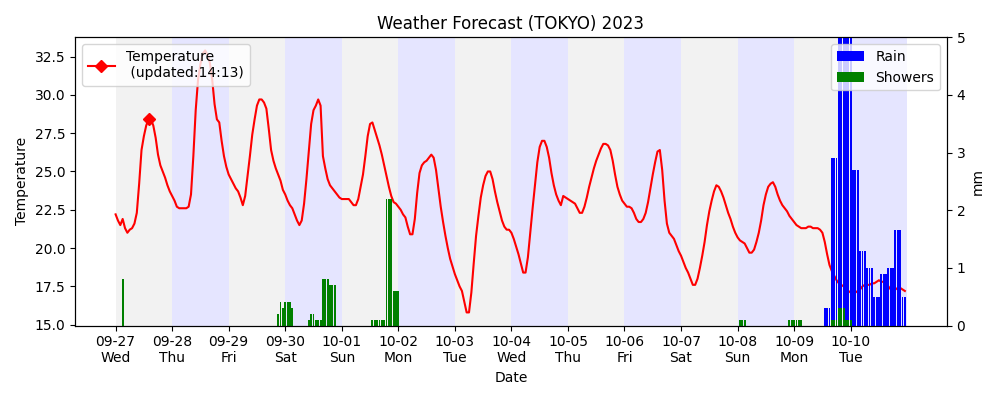 Weather Forecast (TOKYO) 2023
Temperature
(updated:14:13)
Rain
Showers
Temperature
32.5
30.0
27.5
25.0
22.5
20.0
17.5
15.0
5
4
3
2
1
0
mm
09-27 09-28 09-29 09-30 10-01 10-02 10-03 10-04 10-05 10-06 10-07 10-08 10-09 10-10
Wed Thu Fri Sat Sun Mon Tue Wed Thu Fri Sat Sun Mon Tue
Date